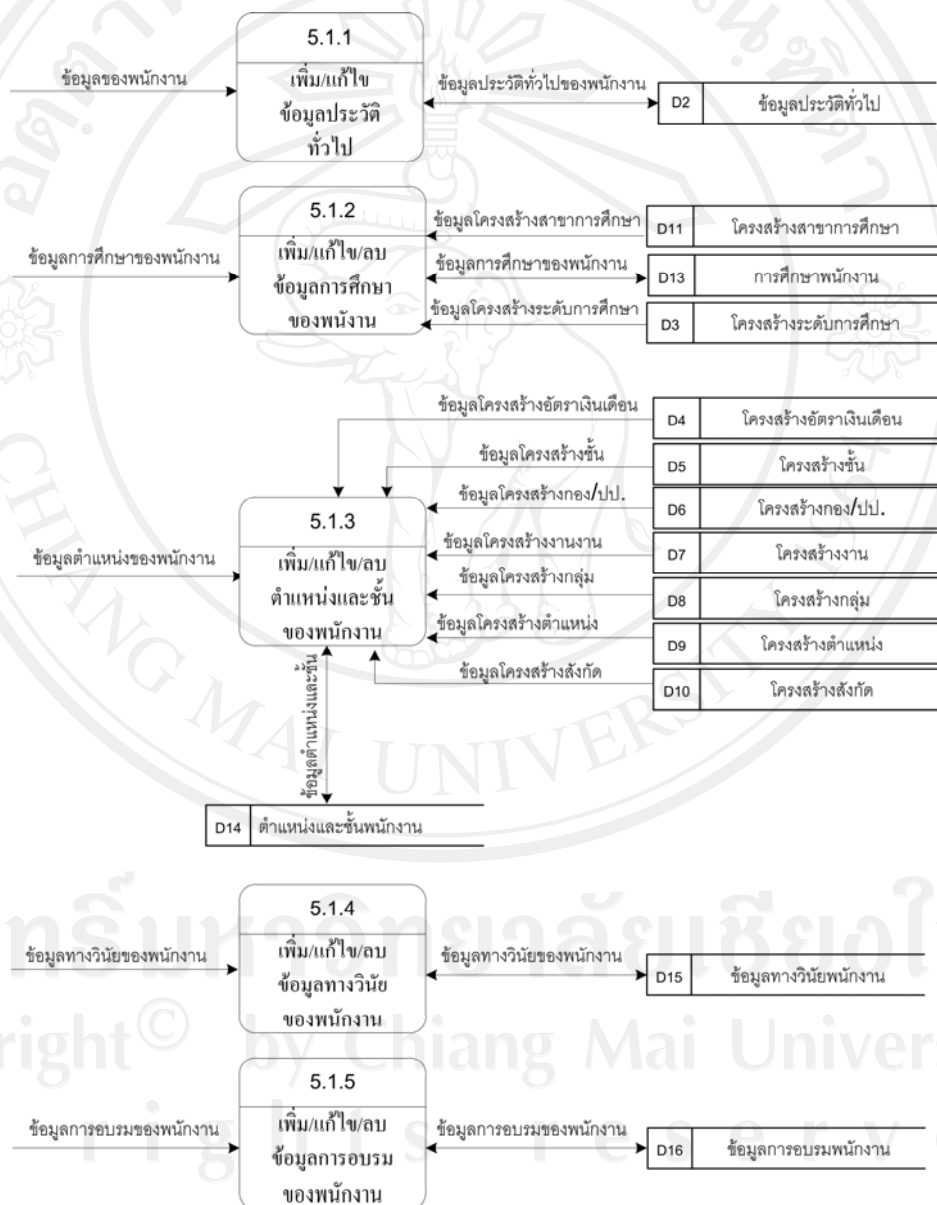 5.1.1
ข้อมูลของพนักงาน
เพิ่ม/แก้ไข
ข้อมูลประวัติ
ทั่วไป
ข้อมูลประวัติทั่วไปของพนักงาน
D2 ข้อมูลประวัติทั่วไป
5.1.2
ข้อมูลการศึกษาของพนักงาน
เพิ่ม/แก้ไข/ลบ
ข้อมูลการศึกษา
ของพนังาน
ข้อมูลโครงสร้างสาขาการศึกษา
D11 โครงสร้างสาขาการศึกษา
ข้อมูลการศึกษาของพนักงาน
D13 การศึกษาพนักงาน
ข้อมูลโครงสร้างระดับการศึกษา
D3 โครงสร้างระดับการศึกษา
ข้อมูลโครงสร้างอัตราเงินเดือน
D4 โครงสร้างอัตราเงินเดือน
ข้อมูลโครงสร้างชั้น
D5 โครงสร้างชั้น
ข้อมูลโครงสร้างกอง/ปป.
D6 โครงสร้างกอง/ปป.
5.1.3
ข้อมูลตำแหน่งของพนักงาน
เพิ่ม/แก้ไข/ลบ
ตำแหน่งและชั้น
ของพนักงาน
ข้อมูลโครงสร้างงานงาน
D7 โครงสร้างงาน
ข้อมูลโครงสร้างกลุ่ม
D8 โครงสร้างกลุ่ม
ข้อมูลโครงสร้างตำแหน่ง
D9 โครงสร้างตำแหน่ง
ข้อมูลโครงสร้างสังกัด
D10 โครงสร้างสังกัด
ข้อมูลตำแหน่งและชั้น
D14 ตำแหน่งและชั้นพนักงาน
5.1.4
ข้อมูลทางวินัยของพนักงาน
เพิ่ม/แก้ไข/ลบ
ข้อมูลทางวินัย
ของพนักงาน
ข้อมูลทางวินัยของพนักงาน
D15 ข้อมูลทางวินัยพนักงาน
5.1.5
ข้อมูลการอบรมของพนักงาน
เพิ่ม/แก้ไข/ลบ
ข้อมูลการอบรม
ของพนักงาน
ข้อมูลการอบรมของพนักงาน
D16 ข้อมูลการอบรมพนักงาน
CHIANG MAI UNIVERSITY 1964
right© by Chiang Mai Univer
rights reserv